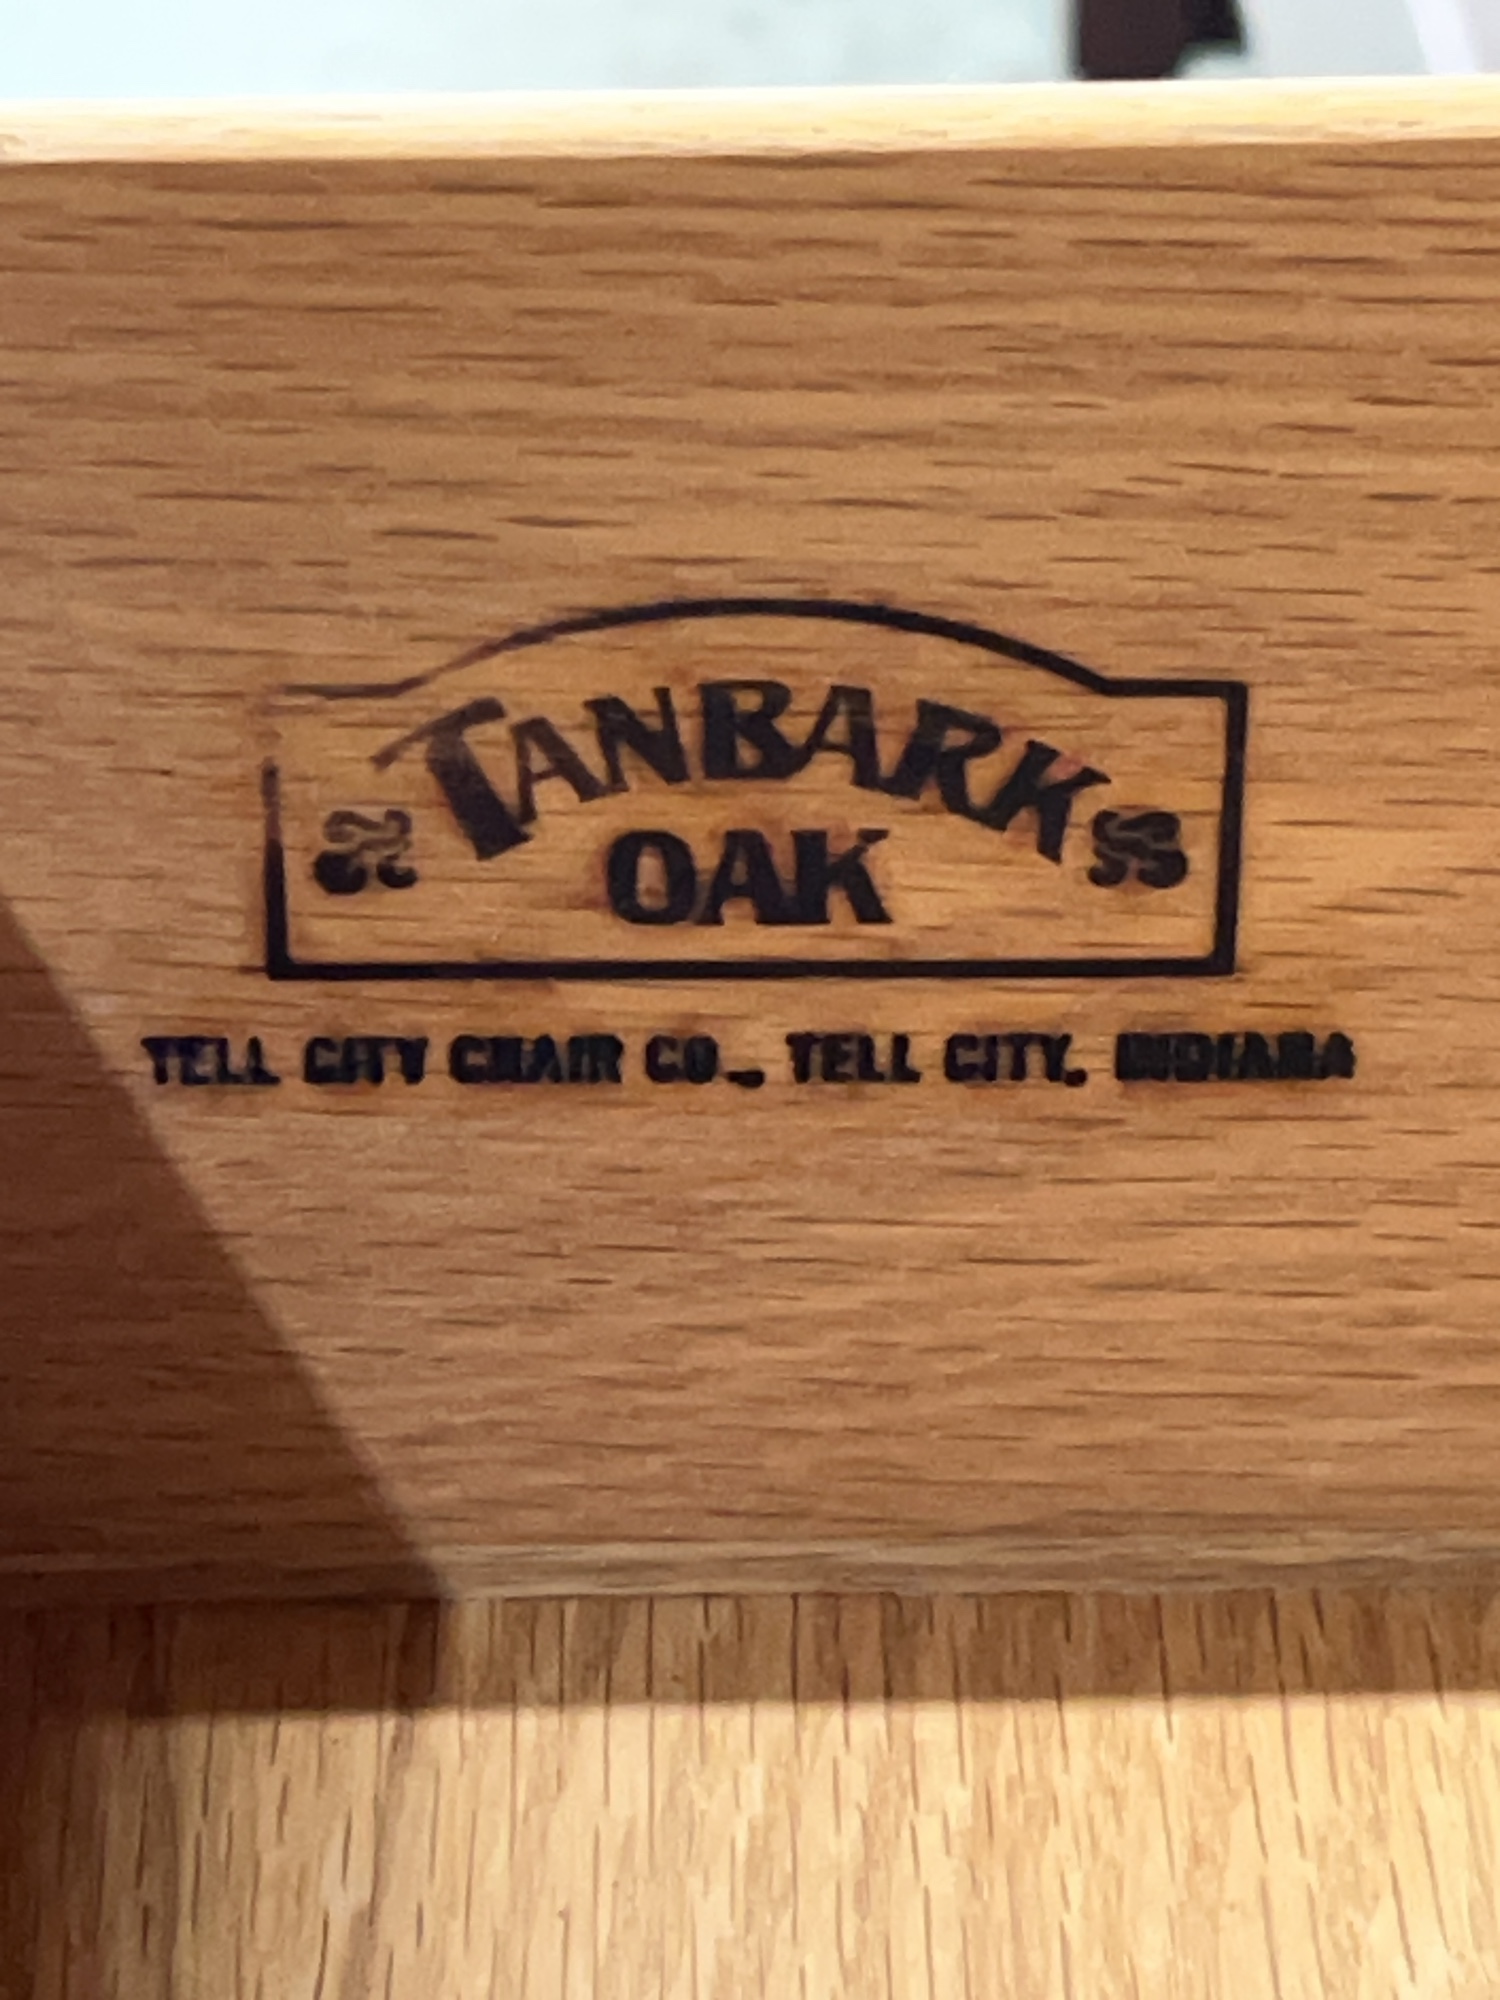 TANBARK
OAK
TELL CITY CHAIR CO., TELL CITY, INDIANA